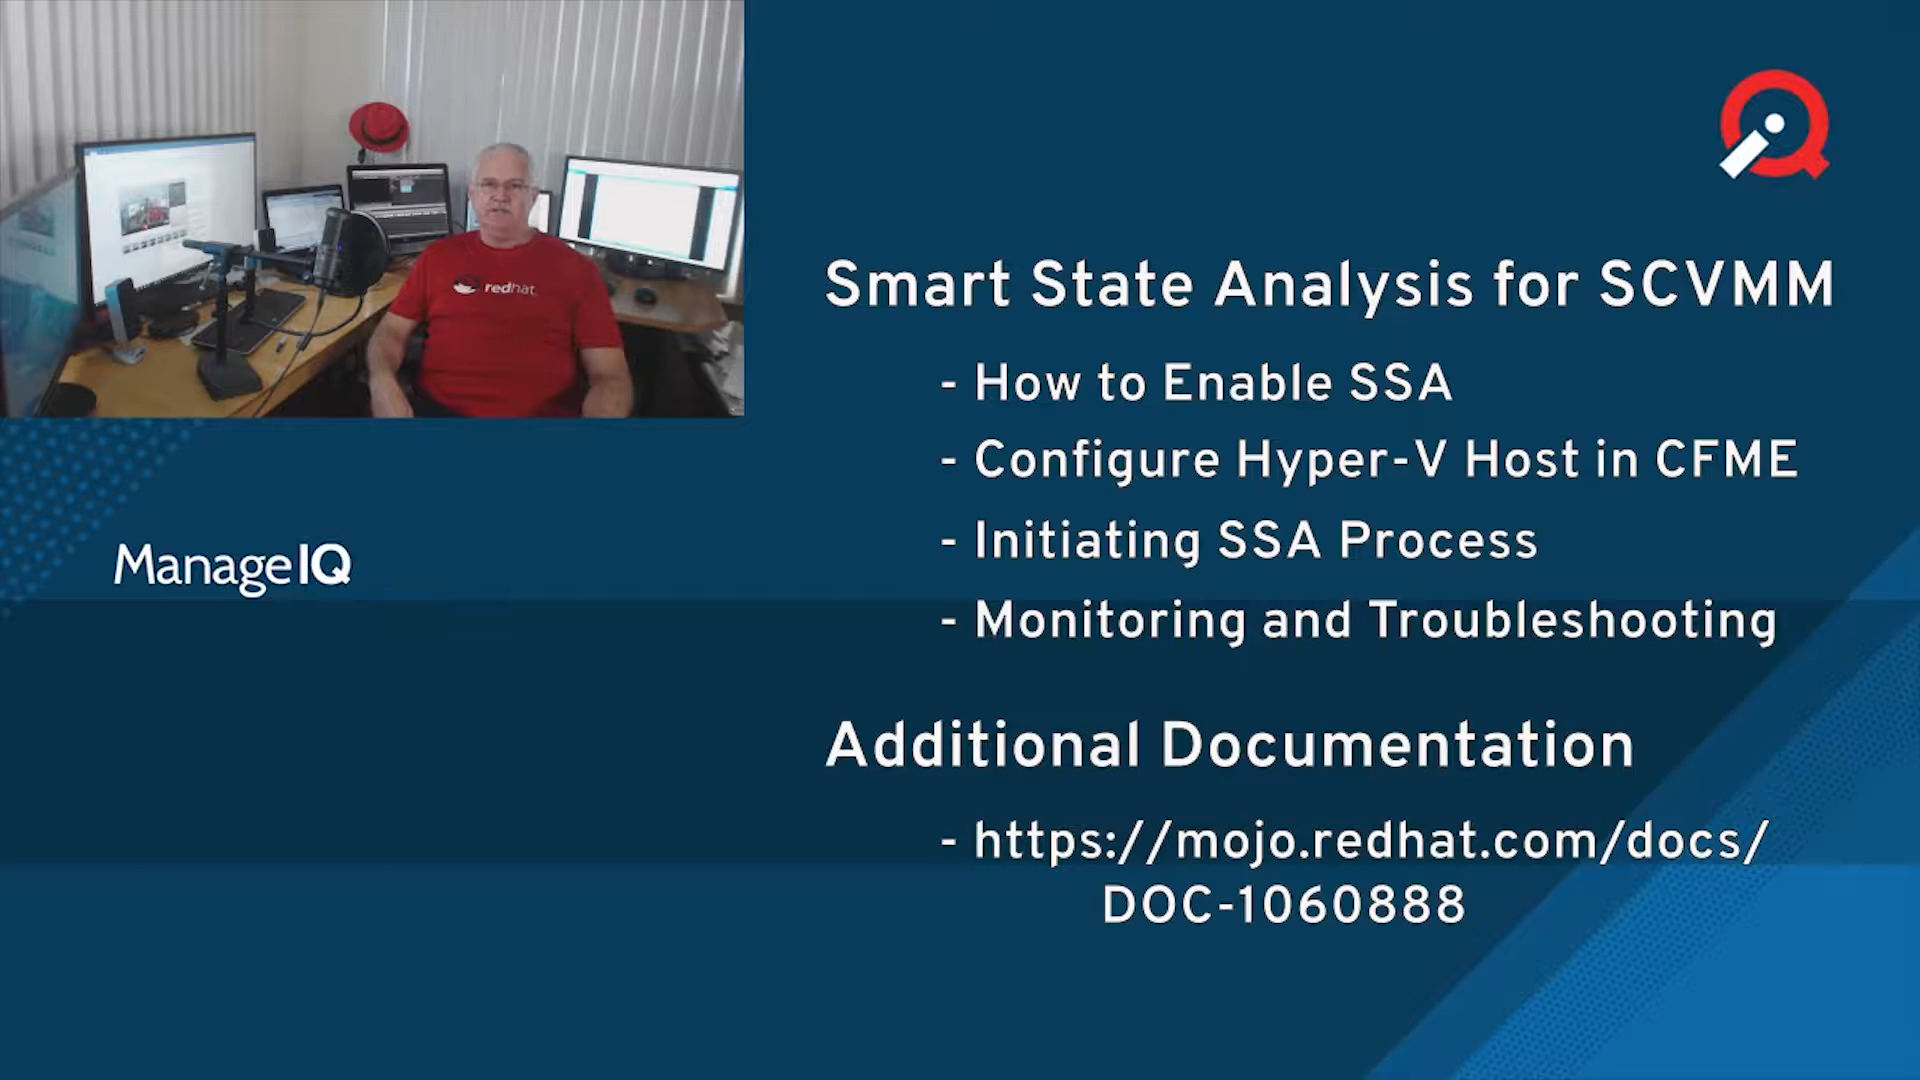 redhat.
Smart State Analysis for SCVMM
- How to Enable SSA
- Configure Hyper-V Host in CFME
- Initiating SSA Process
- Monitoring and Troubleshooting
ManageIQ
Additional Documentation
- https://mojo.redhat.com/docs/
DOC-1060888